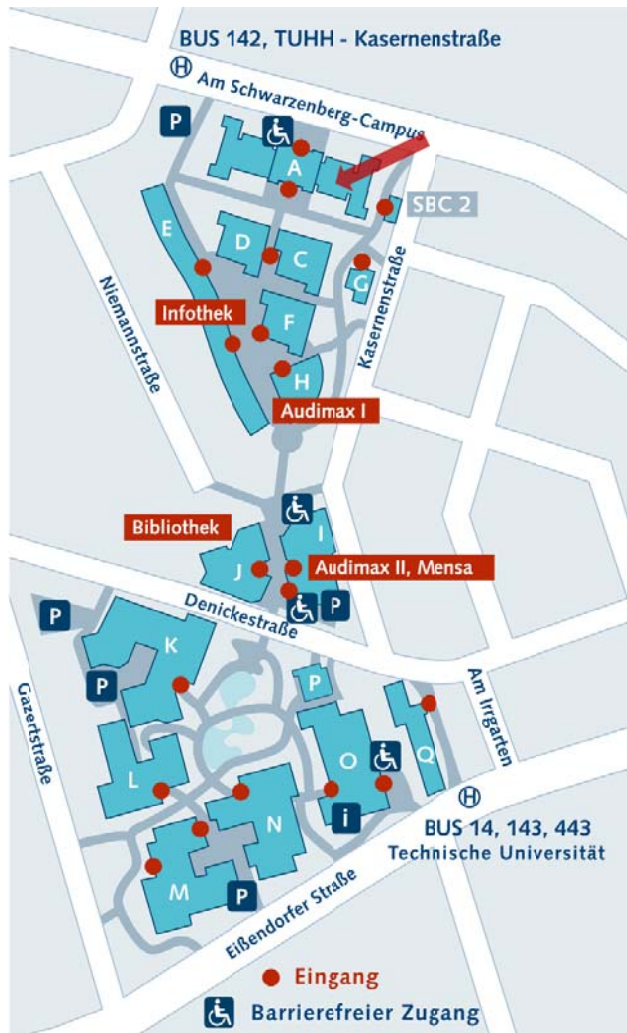 BUS 142, TUHH - Kasernenstraße
H
Am Schwarzenberg-Campus
P
A
SBC 2
E
D
C
G
Niemannstraße
Infothek
F
Kasernenstraße
H
Audimax I
Bibliothek
I
J
Audimax II, Mensa
Denickestraße
P
P
K
P
P
Am Irrgarten
Gazertstraße
L
O
Q
N
i
H
BUS 14, 143, 443
Technische Universität
M
P
Eißendorfer Straße
Eingang
Barrierefreier Zugang